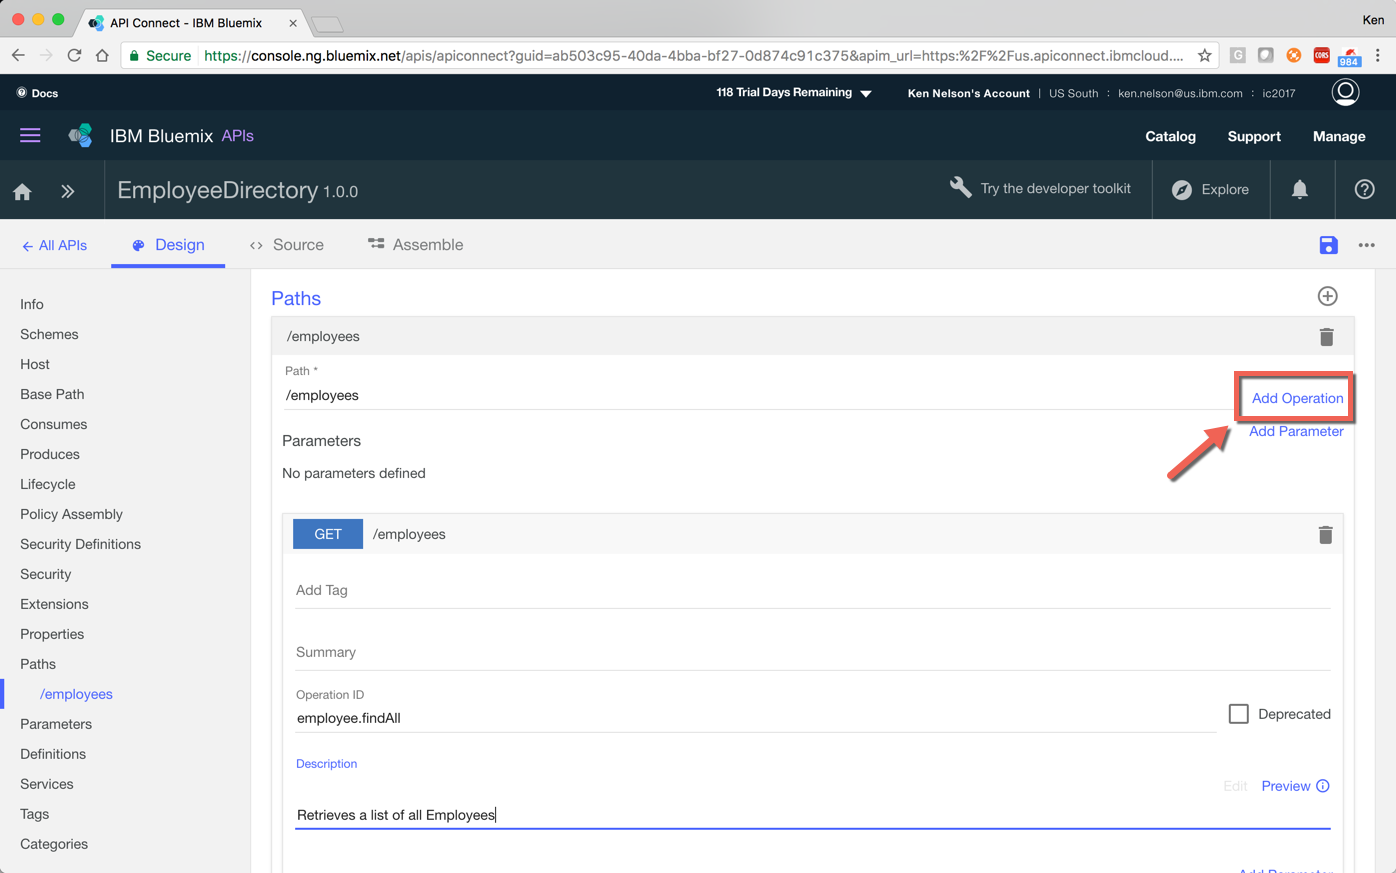 API Connect - IBM Bluemix
Ken
Secure https://console.ng.bluemix.net/apis/apiconnect?guid=ab503c95-40da-4bba-bf27-0d874c91c375&apim_url=https:%2F%2Fus.apiconnect.ibmcloud.... G CORS 984
Docs 118 Trial Days Remaining Ken Nelson's Account | US South : ken.nelson@us.ibm.com : ic2017
IBM Bluemix APIs Catalog Support Manage
EmployeeDirectory 1.0.0 Try the developer toolkit Explore
All APIs Design Source Assemble
Info
Schemes
Host
Base Path
Consumes
Produces
Lifecycle
Policy Assembly
Security Definitions
Security
Extensions
Properties
Paths
/employees
Parameters
Definitions
Services
Tags
Categories
Paths
/employees
Path *
/employees
Add Operation
Add Parameter
Parameters
No parameters defined
GET /employees
Add Tag
Summary
Operation ID
employee.findAll
Deprecated
Description
Edit Preview
Retrieves a list of all Employees
Add Parameter